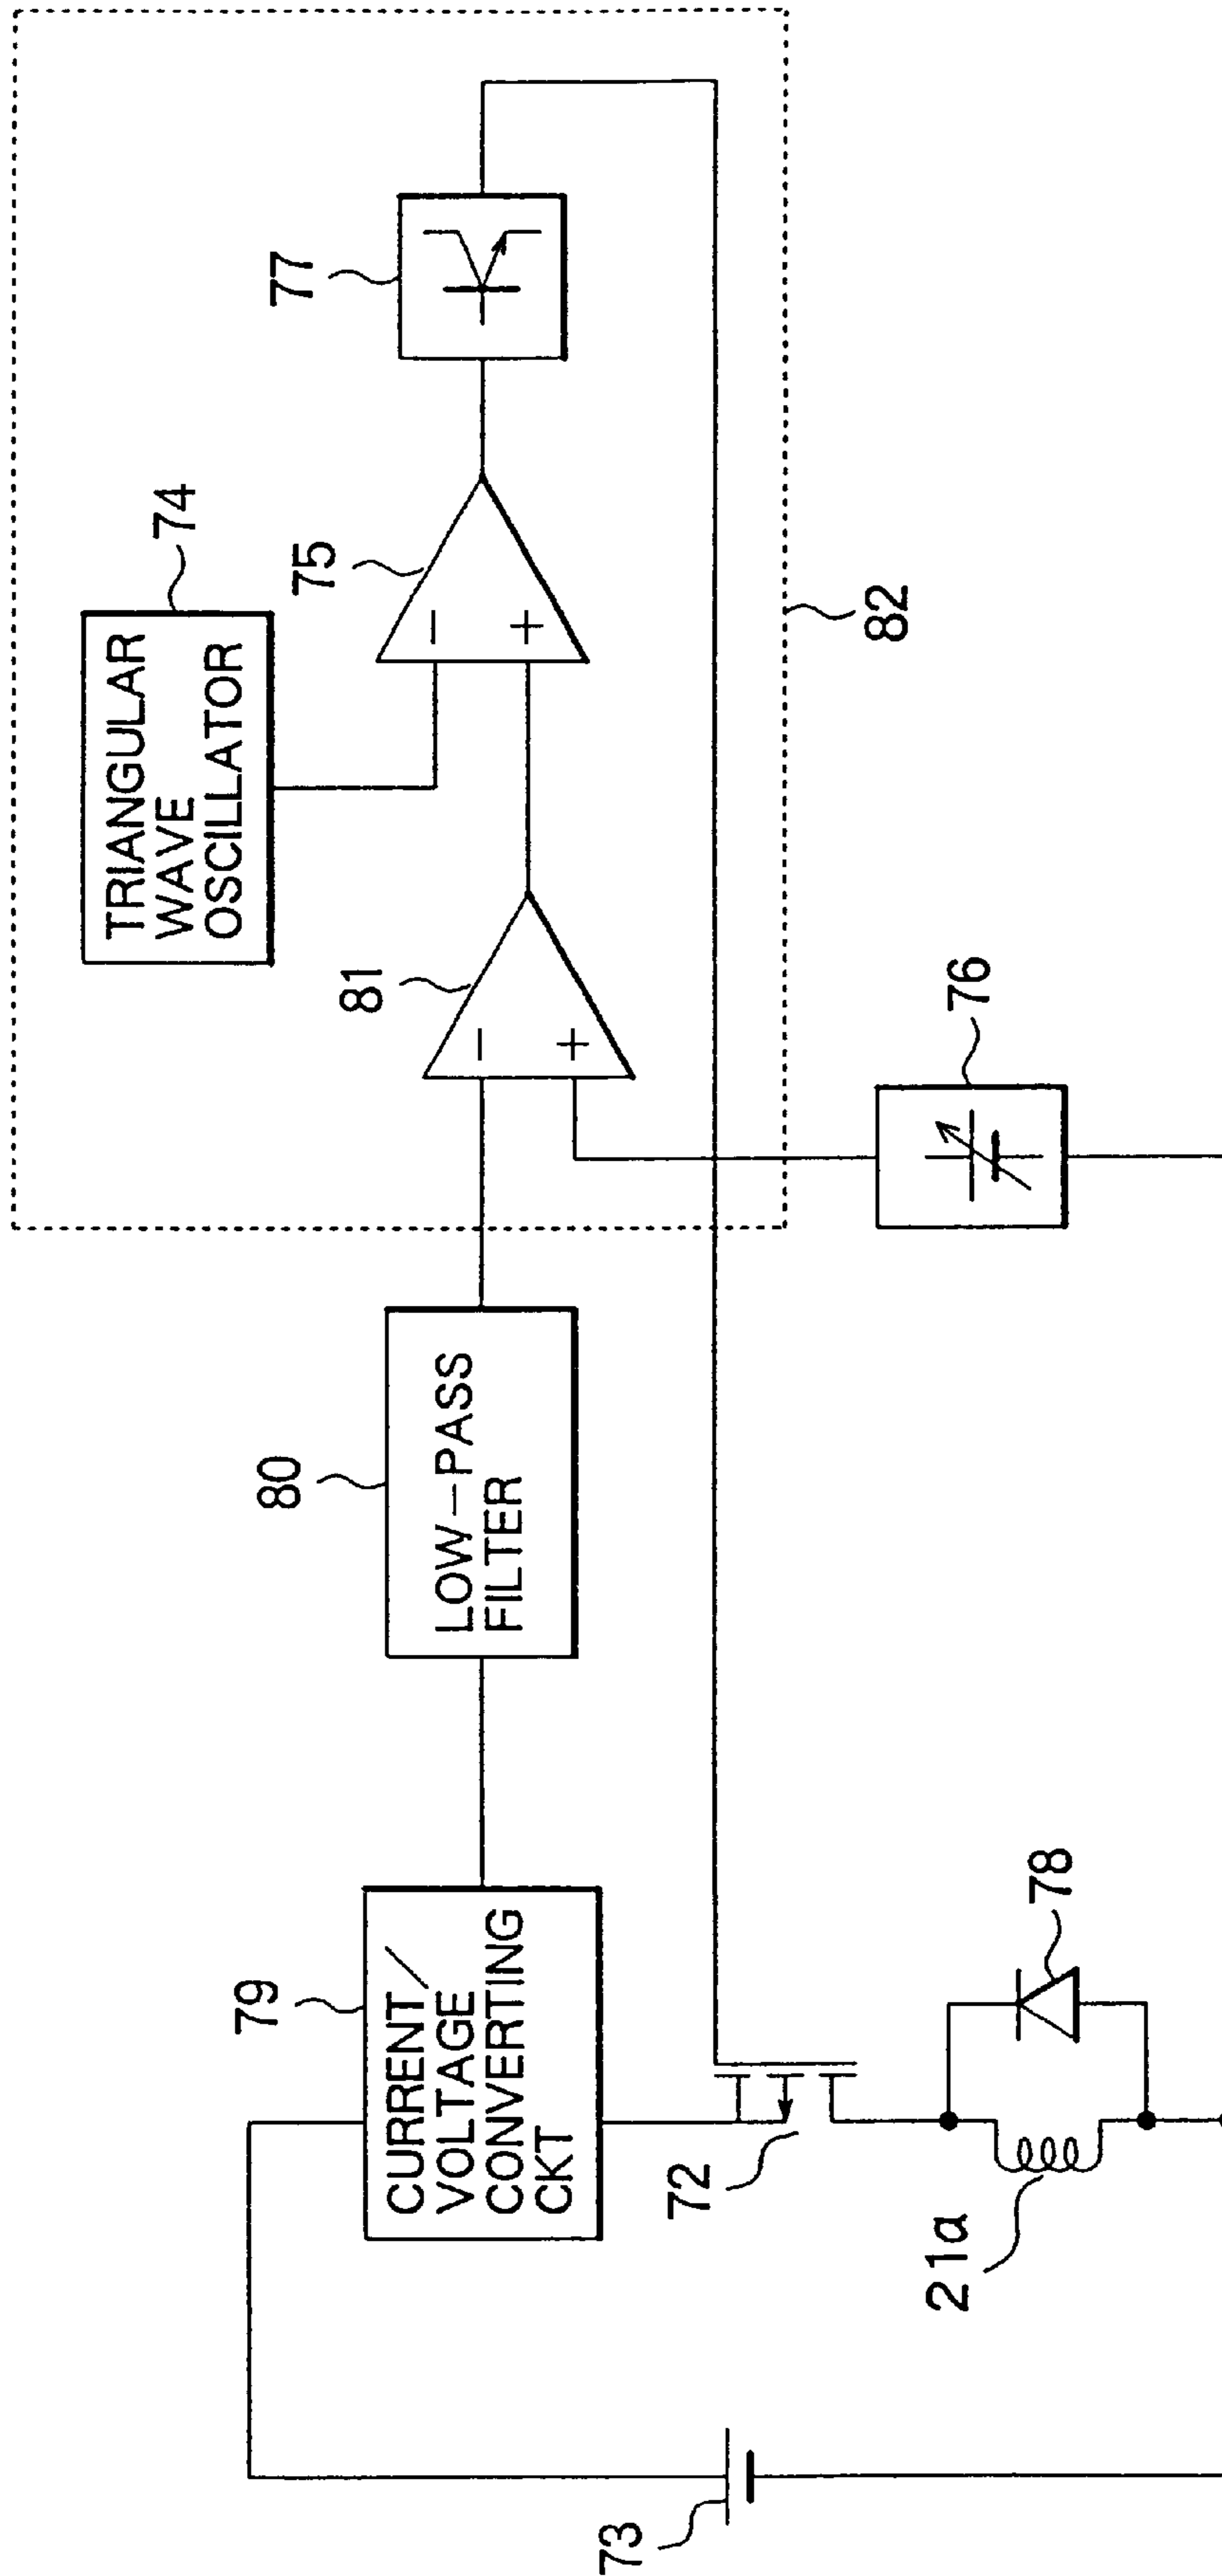 74
TRIANGULAR
WAVE
OSCILLATOR
77
75
−
+
81
−
+
82
76
80
LOW-PASS
FILTER
79
CURRENT/
VOLTAGE
CONVERTING
CKT
72
78
21a
73